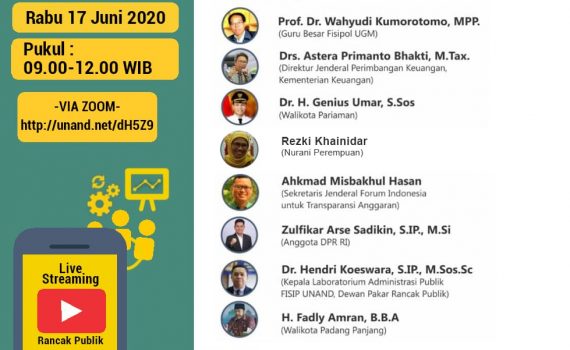 Rabu 17 Juni 2020
Pukul :
09.00-12.00 WIB
-VIA ZOOM-
http://unand.net/dH5Z9
Live
Streaming
Rancak Publik
Prof. Dr. Wahyudi Kumorotomo, MPP.
(Guru Besar Fisipol UGM)
Drs. Astera Primanto Bhakti, M.Tax.
(Direktur Jenderal Perimbangan Keuangan,
Kementerian Keuangan)
Dr. H. Genius Umar, S.Sos
(Walikota Pariaman)
Rezki Khainidar
(Nurani Perempuan)
Ahkmad Misbakhul Hasan
(Sekretaris Jenderal Forum Indonesia
untuk Transparansi Anggaran)
Zulfikar Arse Sadikin, S.IP., M.Si
(Anggota DPR RI)
Dr. Hendri Koeswara, S.IP., M.Sos.Sc
(Kepala Laboratorium Administrasi Publik
FISIP UNAND, Dewan Pakar Rancak Publik)
H. Fadly Amran, B.B.A
(Walikota Padang Panjang)